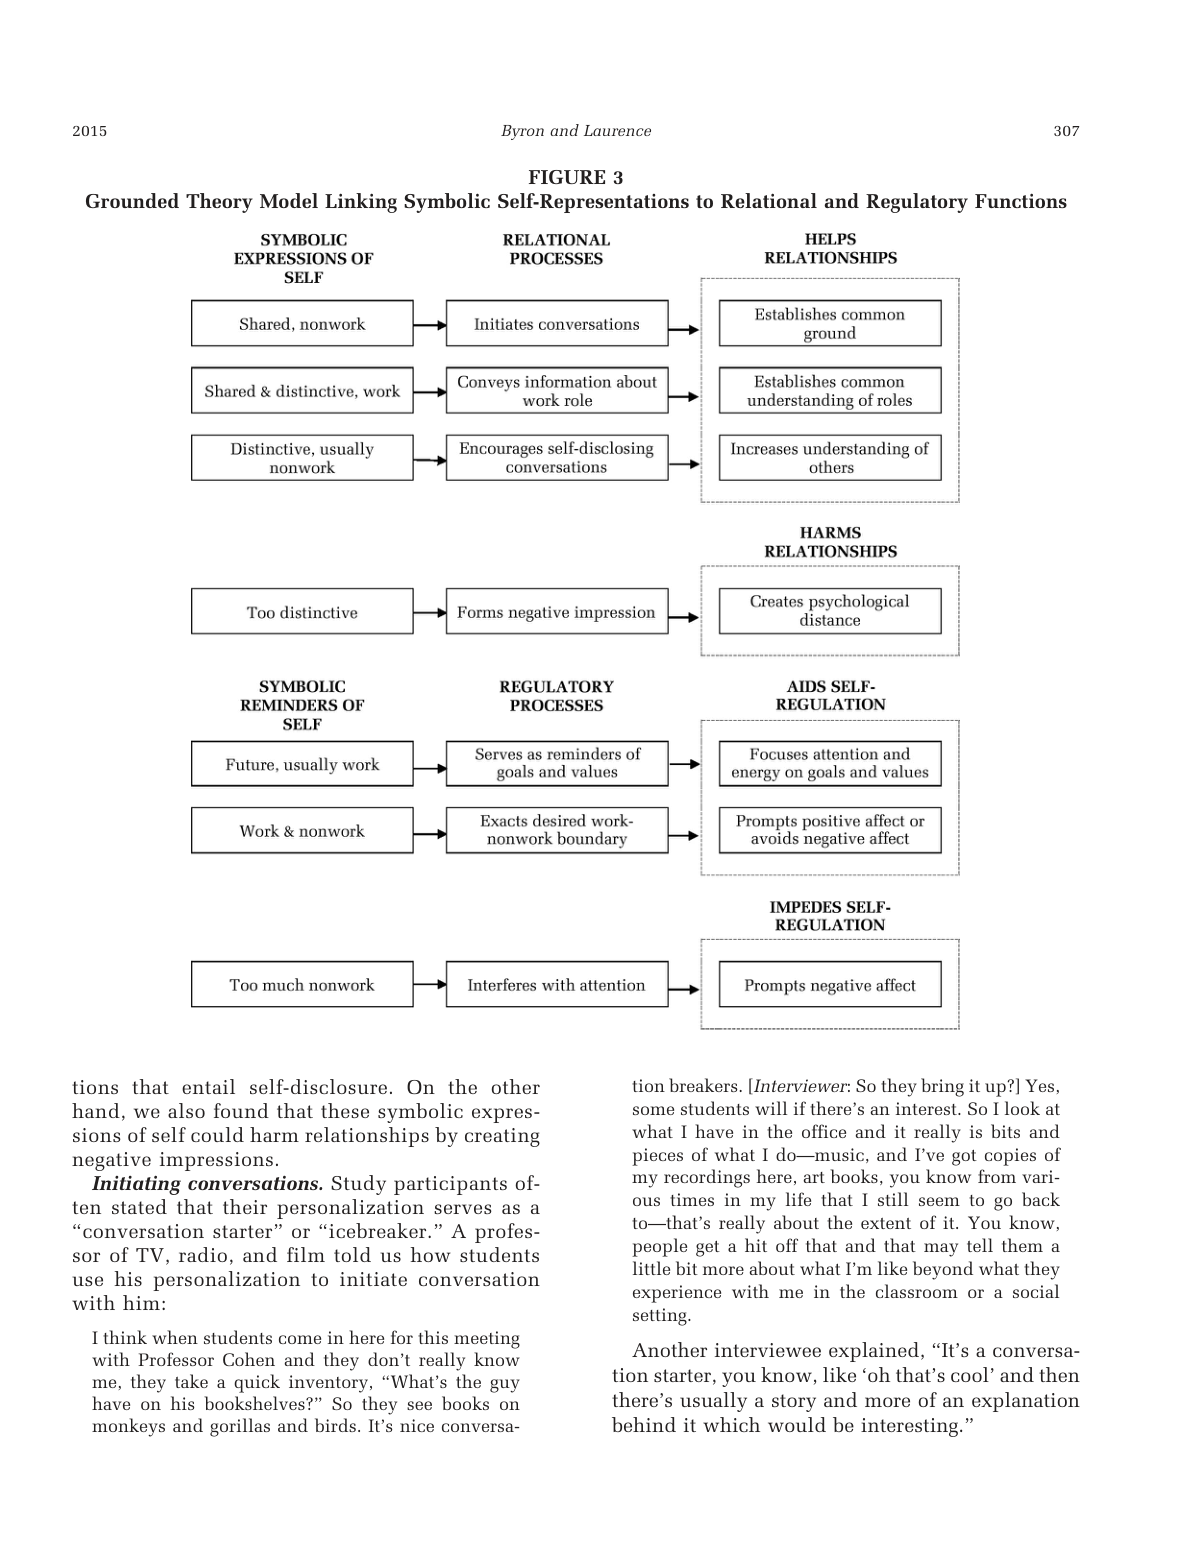 2015 Byron and Laurence 307
FIGURE 3
Grounded Theory Model Linking Symbolic Self-Representations to Relational and Regulatory Functions
SYMBOLIC
EXPRESSIONS OF
SELF
RELATIONAL
PROCESSES
HELPS
RELATIONSHIPS
Shared, nonwork
Initiates conversations
Establishes common
ground
Shared & distinctive, work
Conveys information about
work role
Establishes common
understanding of roles
Distinctive, usually
nonwork
Encourages self-disclosing
conversations
Increases understanding of
others
HARMS
RELATIONSHIPS
Too distinctive
Forms negative impression
Creates psychological
distance
SYMBOLIC
REMINDERS OF
SELF
REGULATORY
PROCESSES
AIDS SELF-
REGULATION
Future, usually work
Serves as reminders of
goals and values
Focuses attention and
energy on goals and values
Work & nonwork
Exacts desired work-
nonwork boundary
Prompts positive affect or
avoids negative affect
IMPEDES SELF-
REGULATION
Too much nonwork
Interferes with attention
Prompts negative affect
tions that entail self-disclosure. On the other
hand, we also found that these symbolic expres-
sions of self could harm relationships by creating
negative impressions.
Initiating conversations. Study participants of-
ten stated that their personalization serves as a
“conversation starter” or “icebreaker.” A profes-
sor of TV, radio, and film told us how students
use his personalization to initiate conversation
with him:
I think when students come in here for this meeting
with Professor Cohen and they don’t really know
me, they take a quick inventory, “What’s the guy
have on his bookshelves?” So they see books on
monkeys and gorillas and birds. It’s nice conversa-
tion breakers. [Interviewer: So they bring it up?] Yes,
some students will if there’s an interest. So I look at
what I have in the office and it really is bits and
pieces of what I do—music, and I’ve got copies of
my recordings here, art books, you know from vari-
ous times in my life that I still seem to go back
to—that’s really about the extent of it. You know,
people get a hit off that and that may tell them a
little bit more about what I’m like beyond what they
experience with me in the classroom or a social
setting.
Another interviewee explained, “It’s a conversa-
tion starter, you know, like ‘oh that’s cool’ and then
there’s usually a story and more of an explanation
behind it which would be interesting.”